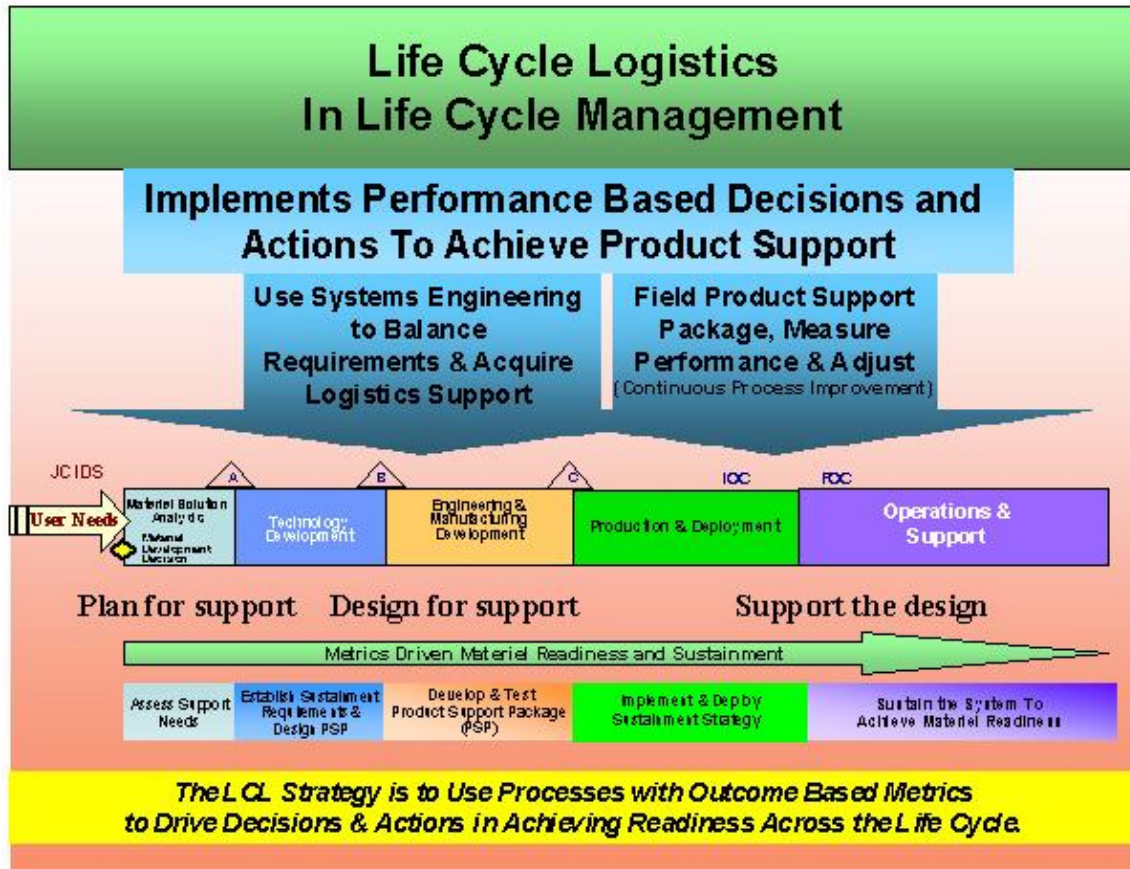 Life Cycle Logistics
In Life Cycle Management
Implements Performance Based Decisions and
Actions To Achieve Product Support
Use Systems Engineering
to Balance
Requirements & Acquire
Logistics Support
Field Product Support
Package, Measure
Performance & Adjust
(Continuous Process Improvement)
JCIDS
A
B
C
IOC
FOC
User Needs
Materiel Solution
Analysis
Materiel
Development
Decision
Technology
Development
Engineering &
Manufacturing
Development
Production & Deployment
Operations &
Support
Plan for support
Design for support
Support the design
Metrics Driven Materiel Readiness and Sustainment
Assess Support
Needs
Establish Sustainment
Requirements &
Design PSP
Develop & Test
Product Support Package
(PSP)
Implement & Deploy
Sustainment Strategy
Sustain the System To
Achieve Materiel Readiness
The LCL Strategy is to Use Processes with Outcome Based Metrics
to Drive Decisions & Actions in Achieving Readiness Across the Life Cycle.